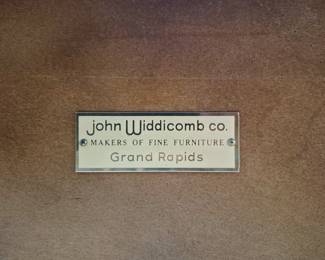 john Widdicomb co.
MAKERS OF FINE FURNITURE
Grand Rapids